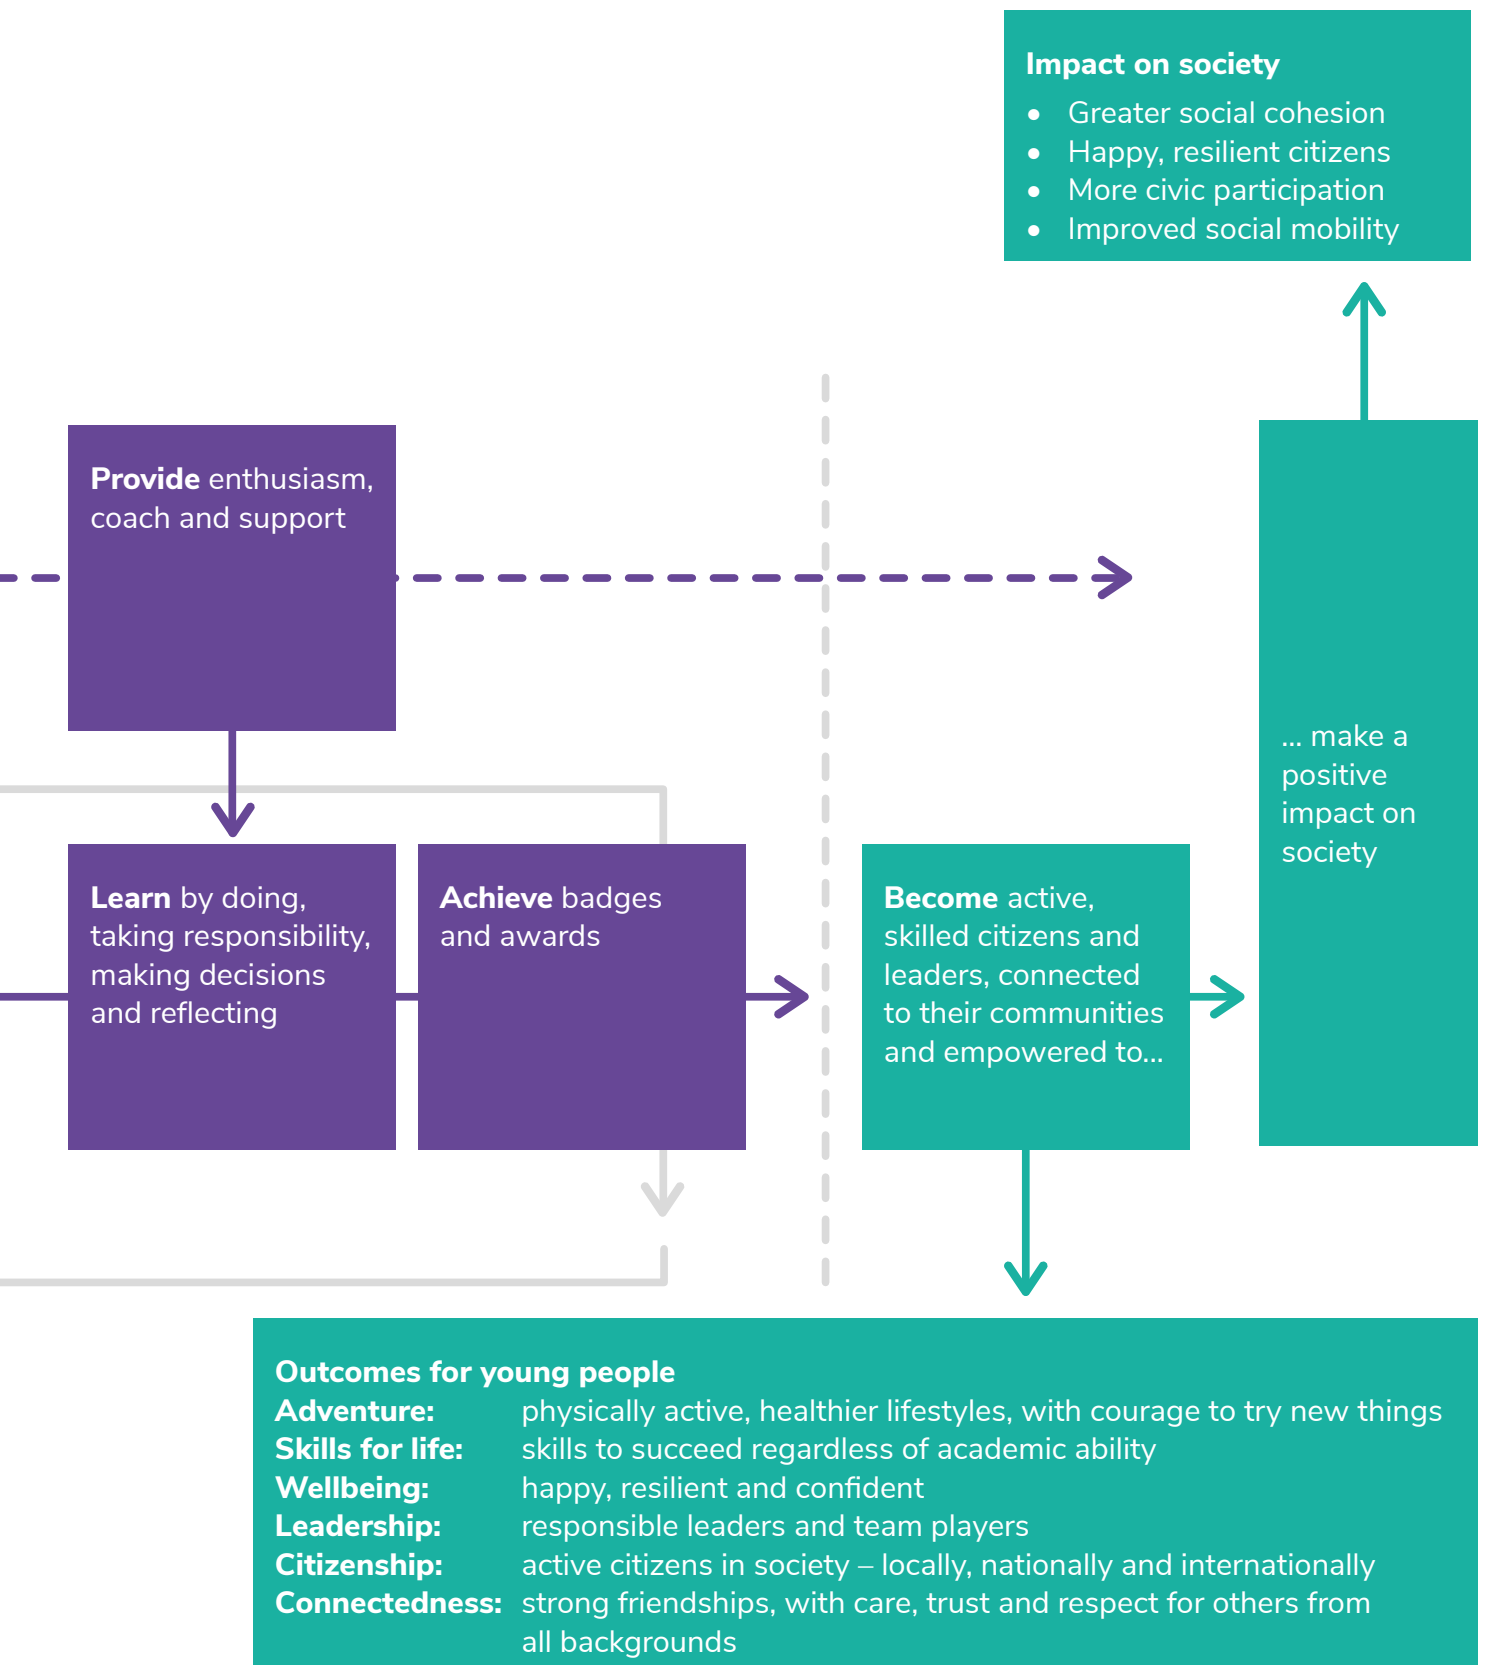 Impact on society
• Greater social cohesion
• Happy, resilient citizens
• More civic participation
• Improved social mobility
Provide enthusiasm,
coach and support
Learn by doing,
taking responsibility,
making decisions
and reflecting
Achieve badges
and awards
Become active,
skilled citizens and
leaders, connected
to their communities
and empowered to...
... make a
positive
impact on
society
Outcomes for young people
Adventure: physically active, healthier lifestyles, with courage to try new things
Skills for life: skills to succeed regardless of academic ability
Wellbeing: happy, resilient and confident
Leadership: responsible leaders and team players
Citizenship: active citizens in society – locally, nationally and internationally
Connectedness: strong friendships, with care, trust and respect for others from
all backgrounds